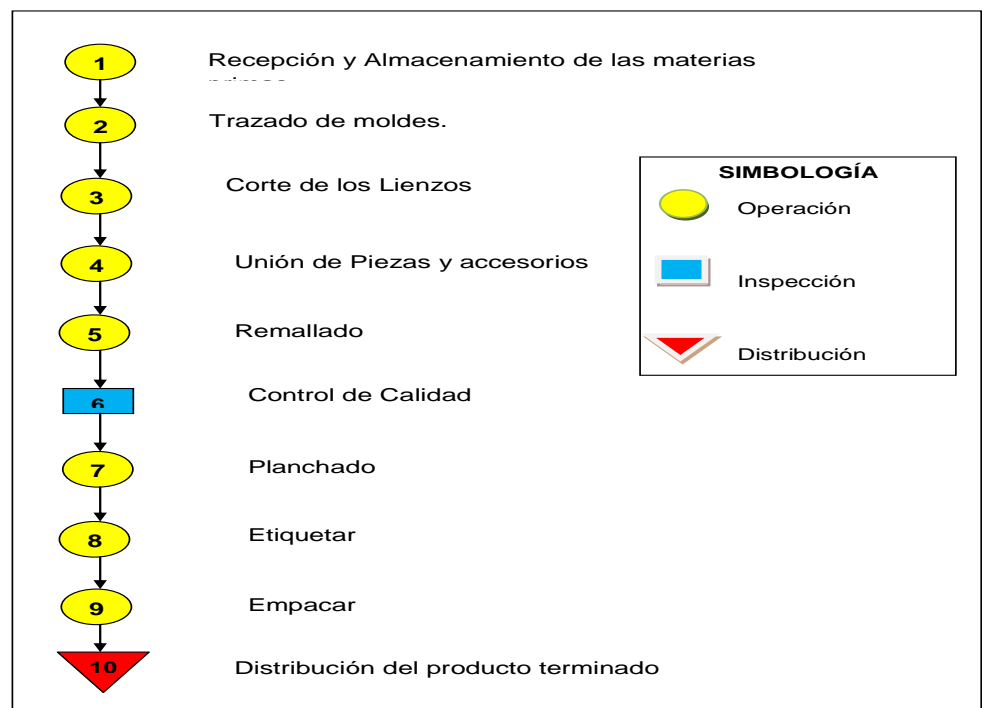 1 Recepción y Almacenamiento de las materias
2 Trazado de moldes.
3 Corte de los Lienzos
4 Unión de Piezas y accesorios
5 Remallado
6 Control de Calidad
7 Planchado
8 Etiquetar
9 Empacar
10 Distribución del producto terminado
SIMBOLOGÍA
Operación
Inspección
Distribución